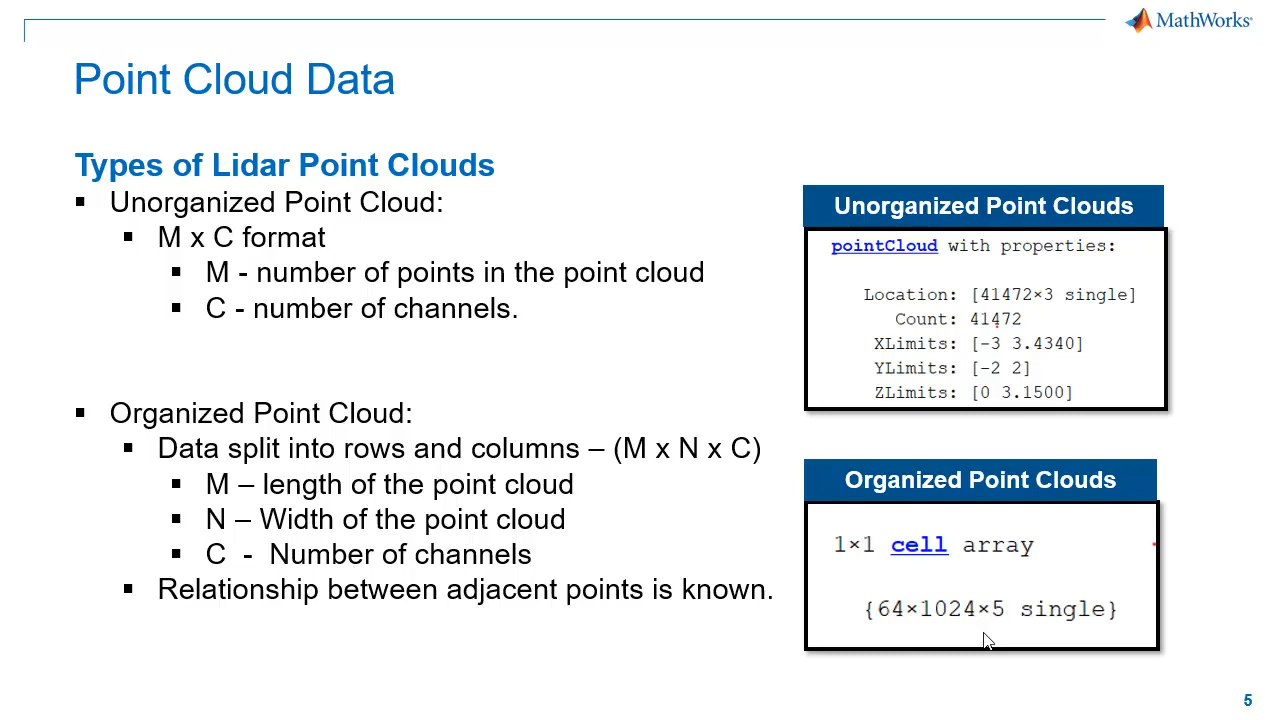 MathWorks
Point Cloud Data
Types of Lidar Point Clouds
▪ Unorganized Point Cloud:
▪ M x C format
▪ M - number of points in the point cloud
▪ C - number of channels.
▪ Organized Point Cloud:
▪ Data split into rows and columns – (M x N x C)
▪ M – length of the point cloud
▪ N – Width of the point cloud
▪ C - Number of channels
▪ Relationship between adjacent points is known.
Unorganized Point Clouds
pointCloud with properties:
Location: [41472×3 single]
Count: 41472
XLimits: [-3 3.4340]
YLimits: [-2 2]
ZLimits: [0 3.1500]
Organized Point Clouds
1×1 cell array
{64×1024×5 single}
5